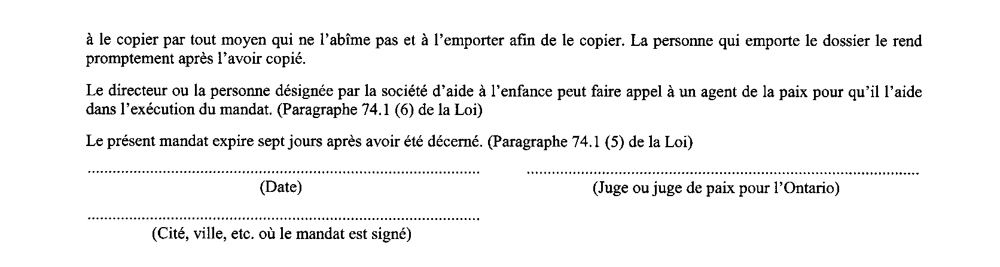 à le copier par tout moyen qui ne l'abîme pas et à l'emporter afin de le copier. La personne qui emporte le dossier le rend
promptement après l'avoir copié.
Le directeur ou la personne désignée par la société d'aide à l'enfance peut faire appel à un agent de la paix pour qu'il l'aide
dans l'exécution du mandat. (Paragraphe 74.1 (6) de la Loi)
Le présent mandat expire sept jours après avoir été décerné. (Paragraphe 74.1 (5) de la Loi)
(Date) (Juge ou juge de paix pour l'Ontario)
(Cité, ville, etc. où le mandat est signé)